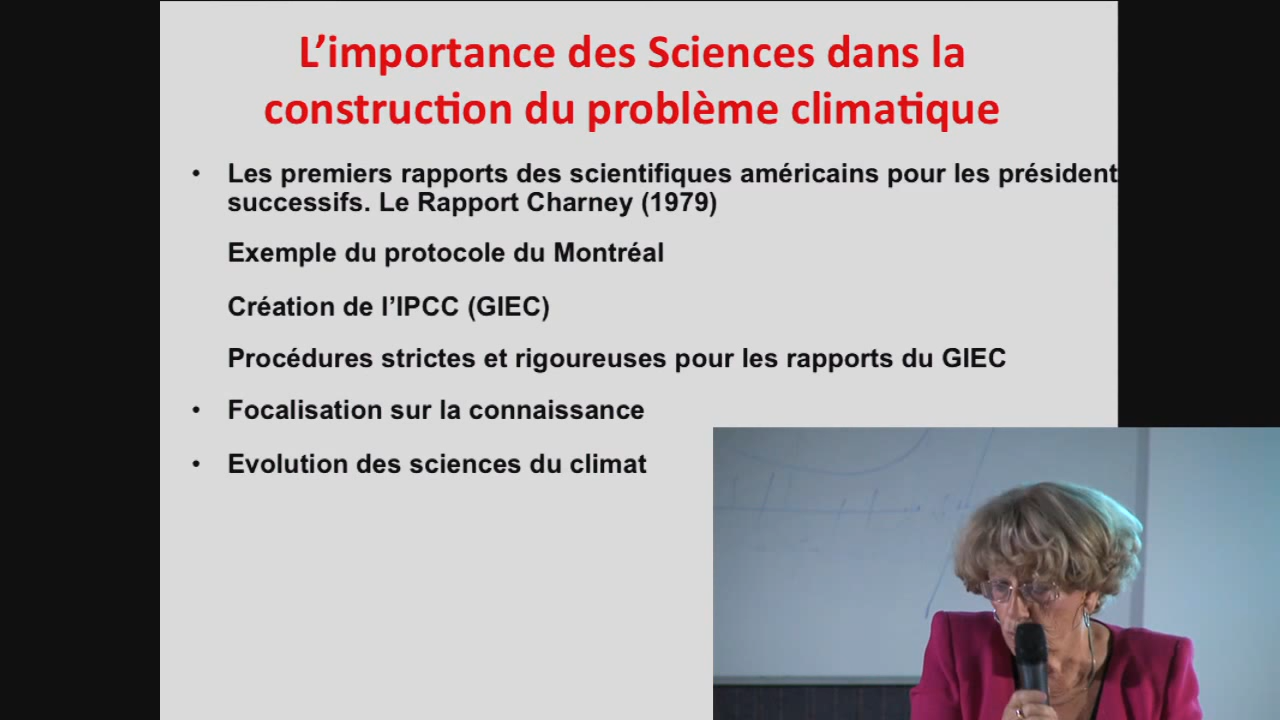 L’importance des Sciences dans la
construction du problème climatique
• Les premiers rapports des scientifiques américains pour les président
successifs. Le Rapport Charney (1979)
Exemple du protocole du Montréal
Création de l’IPCC (GIEC)
Procédures strictes et rigoureuses pour les rapports du GIEC
• Focalisation sur la connaissance
• Evolution des sciences du climat